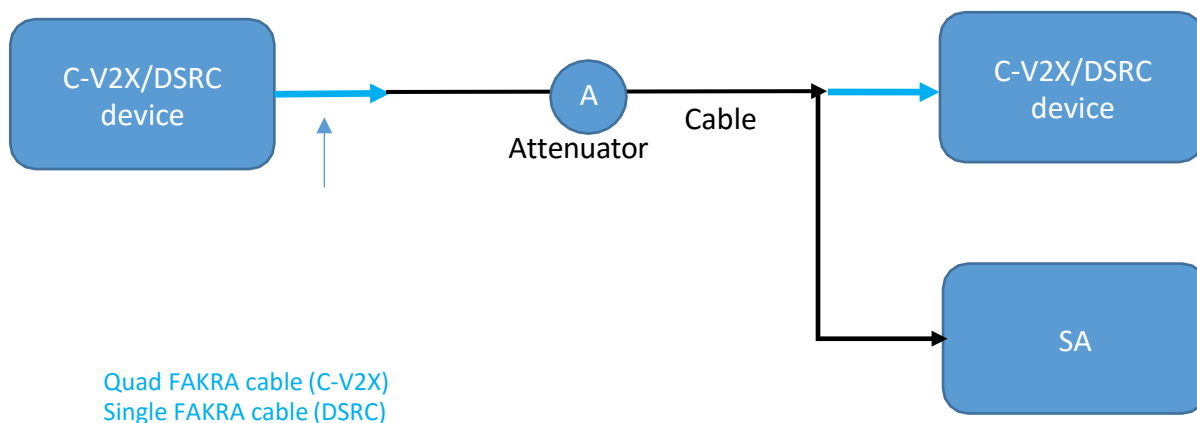 C-V2X/DSRC
device
A
Attenuator
Cable
C-V2X/DSRC
device
SA
Quad FAKRA cable (C-V2X)
Single FAKRA cable (DSRC)